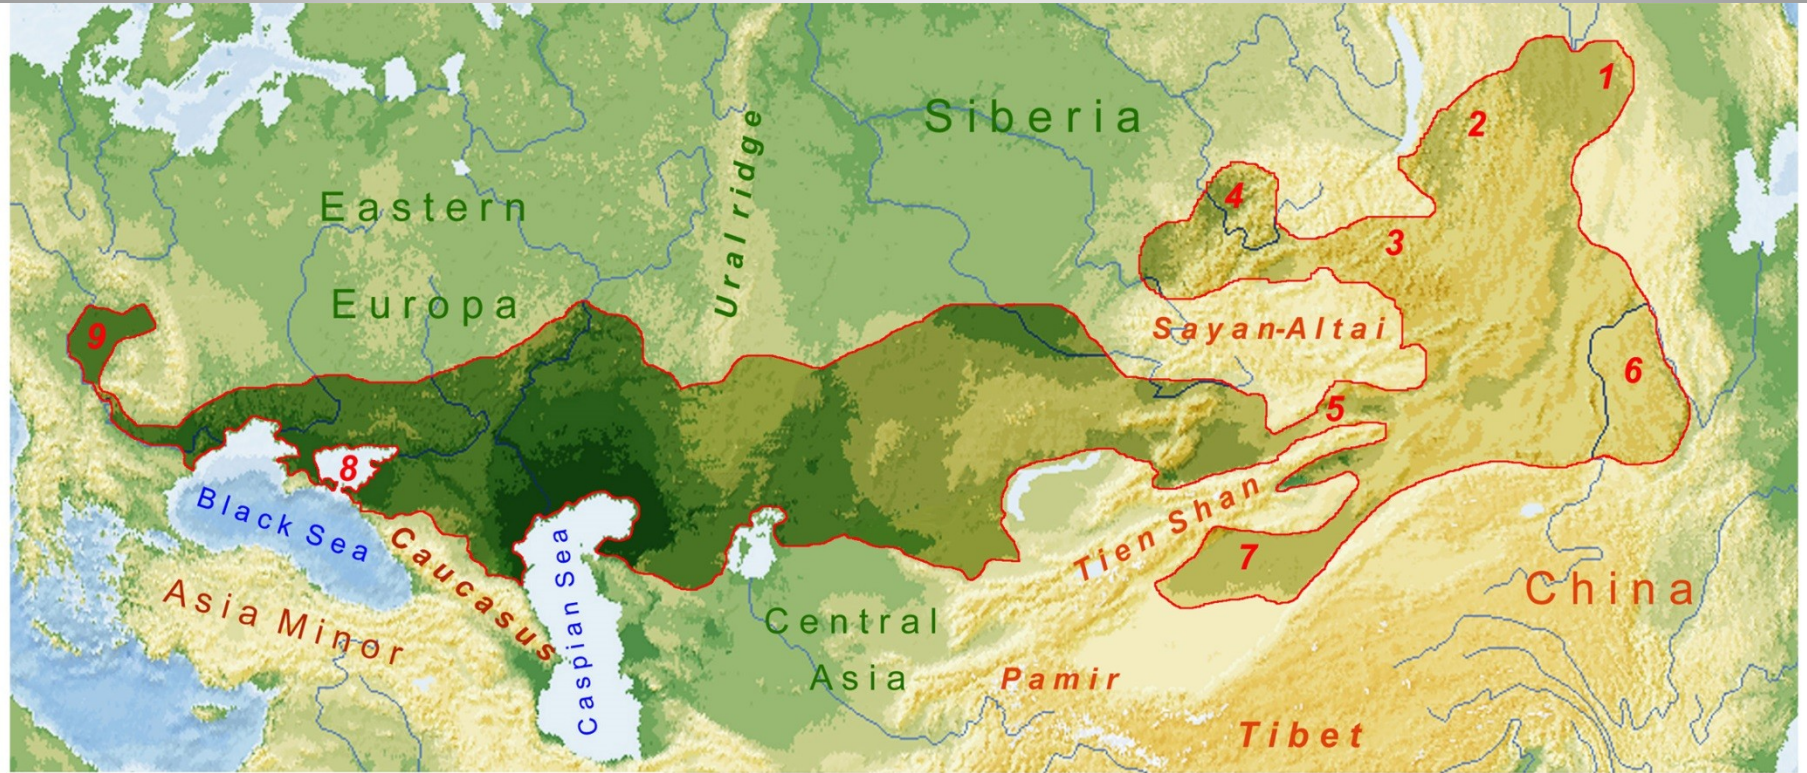 1
2
Siberia
Ural ridge
4
Eastern
3
Europa
Sayan-Altai
9
6
5
8
Black Sea
Tien Shan
Caucasus
Caspian Sea
7
China
Asia Minor
Central
Asia
Pamir
Tibet